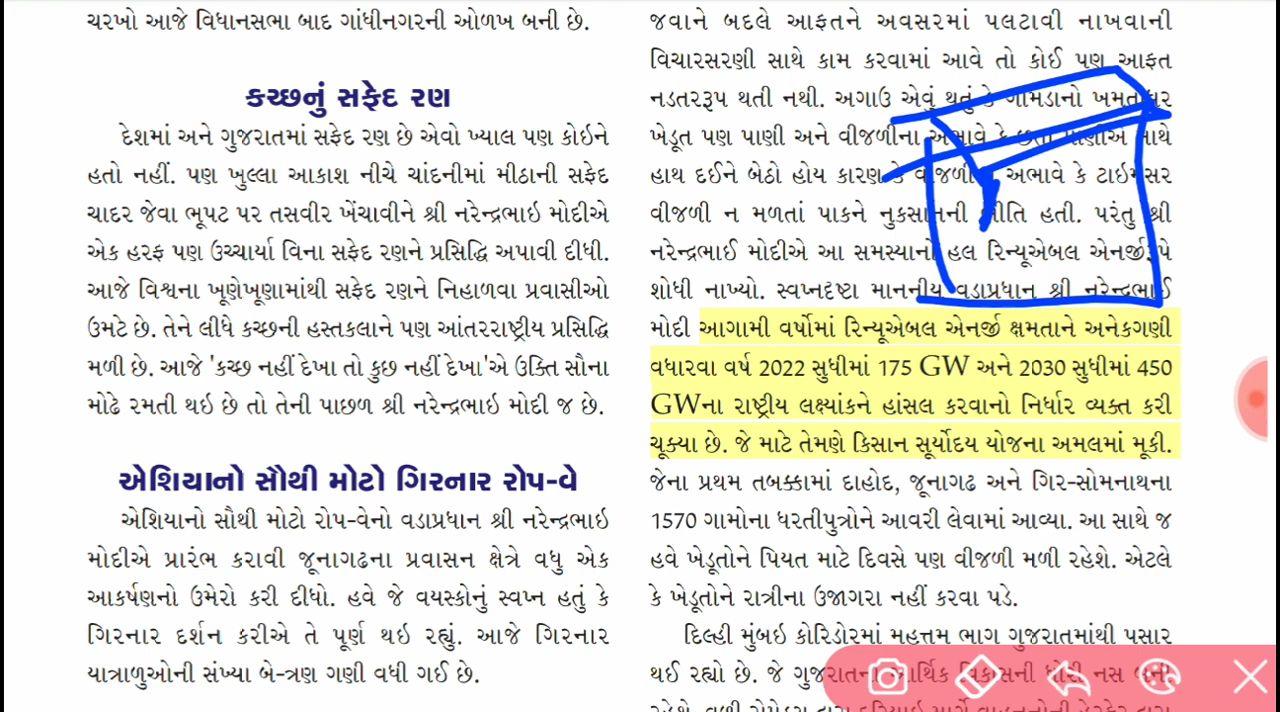 ચરખો આજે વિધાનસભા બાદ ગાંધીનગરની ઓળખ બની છે.
કચ્છનું સફેદ રણ
દેશમાં અને ગુજરાતમાં સફેદ રણ છે એવો ખ્યાલ પણ કોઈને
હતો નહીં. પણ ખુલ્લા આકાશ નીચે ચાંદનીમાં મીઠાની સફેદ
ચાદર જેવા ભૂપટ પર તસવીર ખેંચાવીને શ્રી નરેન્દ્રભાઇ મોદીએ
એક હરફ પણ ઉચ્ચાર્યા વિના સફેદ રણને પ્રસિદ્ધિ અપાવી દીધી.
આજે વિશ્વના ખૂણેખૂણામાંથી સફેદ રણને નિહાળવા પ્રવાસીઓ
ઉમટે છે. તેને લીધે કચ્છની હસ્તકલાને પણ આંતરરાષ્ટ્રીય પ્રસિદ્ધિ
મળી છે. આજે 'કચ્છ નહીં દેખા તો કુછ નહીં દેખા'એ ઉક્તિ સૌના
મોઢે રમતી થઇ છે તો તેની પાછળ શ્રી નરેન્દ્રભાઇ મોદી જ છે.
એશિયાનો સૌથી મોટો ગિરનાર રોપ-વે
એશિયાનો સૌથી મોટો રોપ-વેનો વડાપ્રધાન શ્રી નરેન્દ્રભાઇ
મોદીએ પ્રારંભ કરાવી જૂનાગઢના પ્રવાસન ક્ષેત્રે વધુ એક
આકર્ષણનો ઉમેરો કરી દીધો. હવે જે વયસ્કોનું સ્વપ્ન હતું કે
ગિરનાર દર્શન કરીએ તે પૂર્ણ થઇ રહ્યું. આજે ગિરનાર
યાત્રાળુઓની સંખ્યા બે-ત્રણ ગણી વધી ગઈ છે.
જવાને બદલે આફતને અવસરમાં પલટાવી નાખવાની
વિચારસરણી સાથે કામ કરવામાં આવે તો કોઈ પણ આફત
નડતરરૂપ થતી નથી. અગાઉ એવું થતું કે ગામડાનો ખમતીધર
ખેડૂત પણ પાણી અને વીજળીના અભાવે કે છતા પાણીએ સાથે
હાથ દઈને બેઠો હોય કારણ કે વીજળીના અભાવે કે ટાઈમસર
વીજળી ન મળતાં પાકને નુકસાનની ભીતિ હતી. પરંતુ શ્રી
નરેન્દ્રભાઈ મોદીએ આ સમસ્યાનો હલ રિન્યૂએબલ એનર્જીરૂપે
શોધી નાખ્યો. સ્વપ્નદૃષ્ટા માનનીય વડાપ્રધાન શ્રી નરેન્દ્રભાઈ
મોદી આગામી વર્ષોમાં રિન્યૂએબલ એનર્જી ક્ષમતાને અનેકગણી
વધારવા વર્ષ 2022 સુધીમાં 175 GW અને 2030 સુધીમાં 450
GWના રાષ્ટ્રીય લક્ષ્યાંકને હાંસલ કરવાનો નિર્ધાર વ્યક્ત કરી
ચૂક્યા છે. જે માટે તેમણે કિસાન સૂર્યોદય યોજના અમલમાં મૂકી.
જેના પ્રથમ તબક્કામાં દાહોદ, જૂનાગઢ અને ગિર-સોમનાથના
1570 ગામોના ધરતીપુત્રોને આવરી લેવામાં આવ્યા. આ સાથે જ
હવે ખેડૂતોને પિયત માટે દિવસે પણ વીજળી મળી રહેશે. એટલે
કે ખેડૂતોને રાત્રીના ઉજાગરા નહીં કરવા પડે.
દિલ્હી મુંબઇ કોરિડોરમાં મહત્તમ ભાગ ગુજરાતમાંથી પસાર
થઈ રહ્યો છે. જે ગુજરાતના આર્થિક વિકાસની ધોરી નસ બની